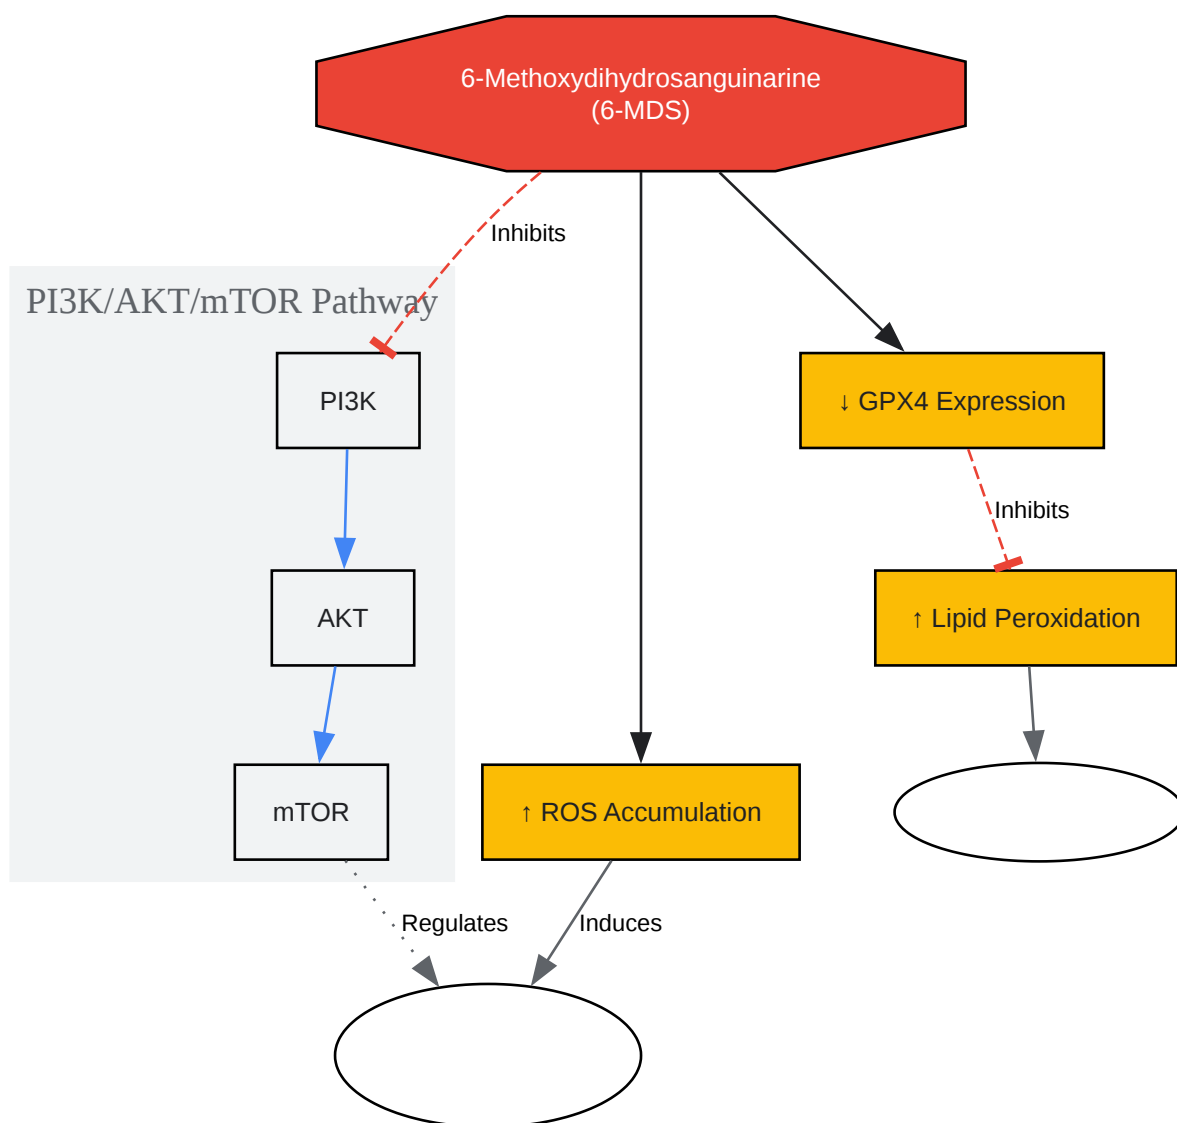 6-Methoxydihydrosanguinarine
(6-MDS)
Inhibits
PI3K/AKT/mTOR Pathway
PI3K
↓ GPX4 Expression
Inhibits
AKT
↑ Lipid Peroxidation
mTOR
↑ ROS Accumulation
Regulates
Induces